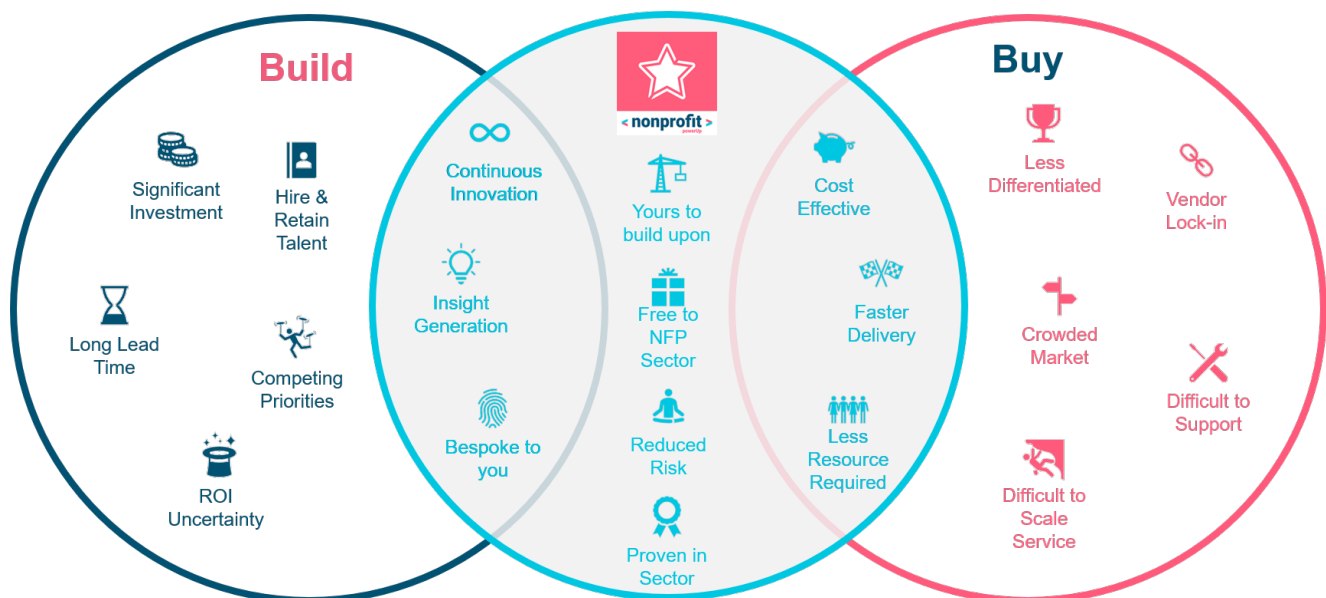 Build
Significant
Investment
Hire &
Retain
Talent
Long Lead
Time
Competing
Priorities
ROI
Uncertainty
Continuous
Innovation
Insight
Generation
Bespoke to
you
< nonprofit >
powerUp
Yours to
build upon
Free to
NFP
Sector
Reduced
Risk
Proven in
Sector
Cost
Effective
Faster
Delivery
Less
Resource
Required
Buy
Less
Differentiated
Vendor
Lock-in
Crowded
Market
Difficult to
Support
Difficult to
Scale
Service